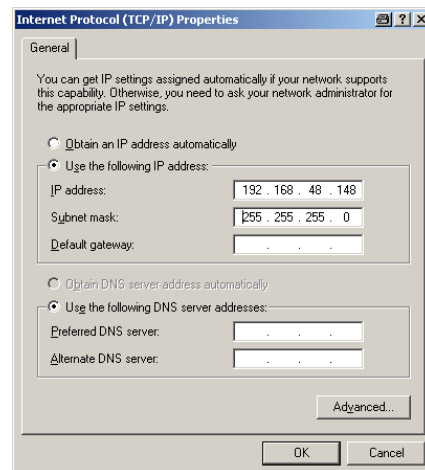 Internet Protocol (TCP/IP) Properties
General
You can get IP settings assigned automatically if your network supports
this capability. Otherwise, you need to ask your network administrator for
the appropriate IP settings.
Obtain an IP address automatically
Use the following IP address:
IP address: 192 . 168 . 48 . 148
Subnet mask: 255 . 255 . 255 . 0
Default gateway: . . .
Obtain DNS server address automatically
Use the following DNS server addresses:
Preferred DNS server: . . .
Alternate DNS server: . . .
Advanced...
OK Cancel